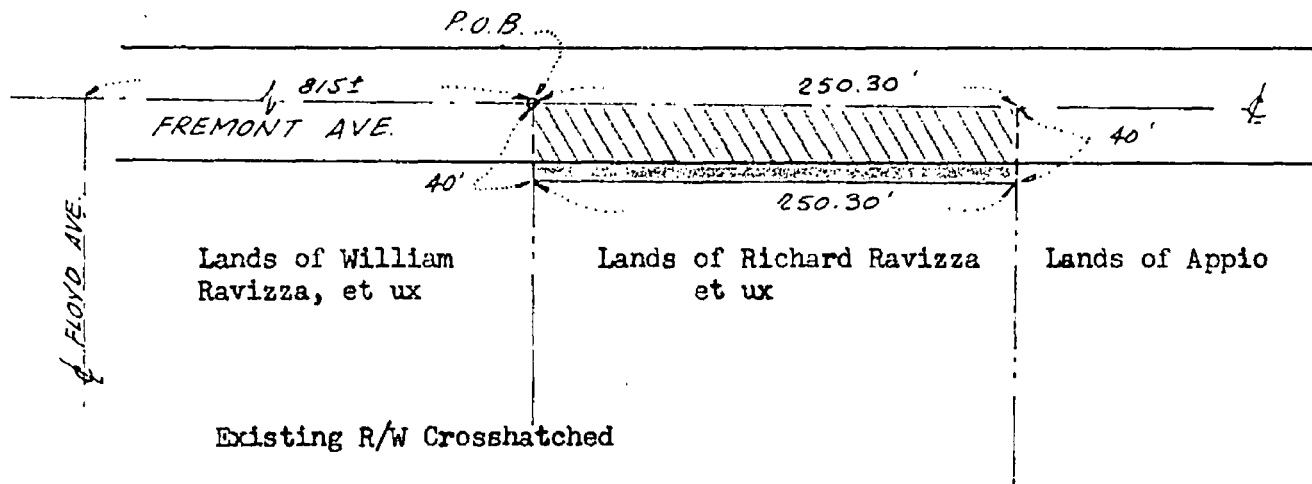 P.O.B.
815±
250.30'
℄
FREMONT AVE.
40'
40'
250.30'
℄ FLOYD AVE.
Lands of William
Ravizza, et ux
Lands of Richard Ravizza
et ux
Lands of Appio
Existing R/W Crosshatched